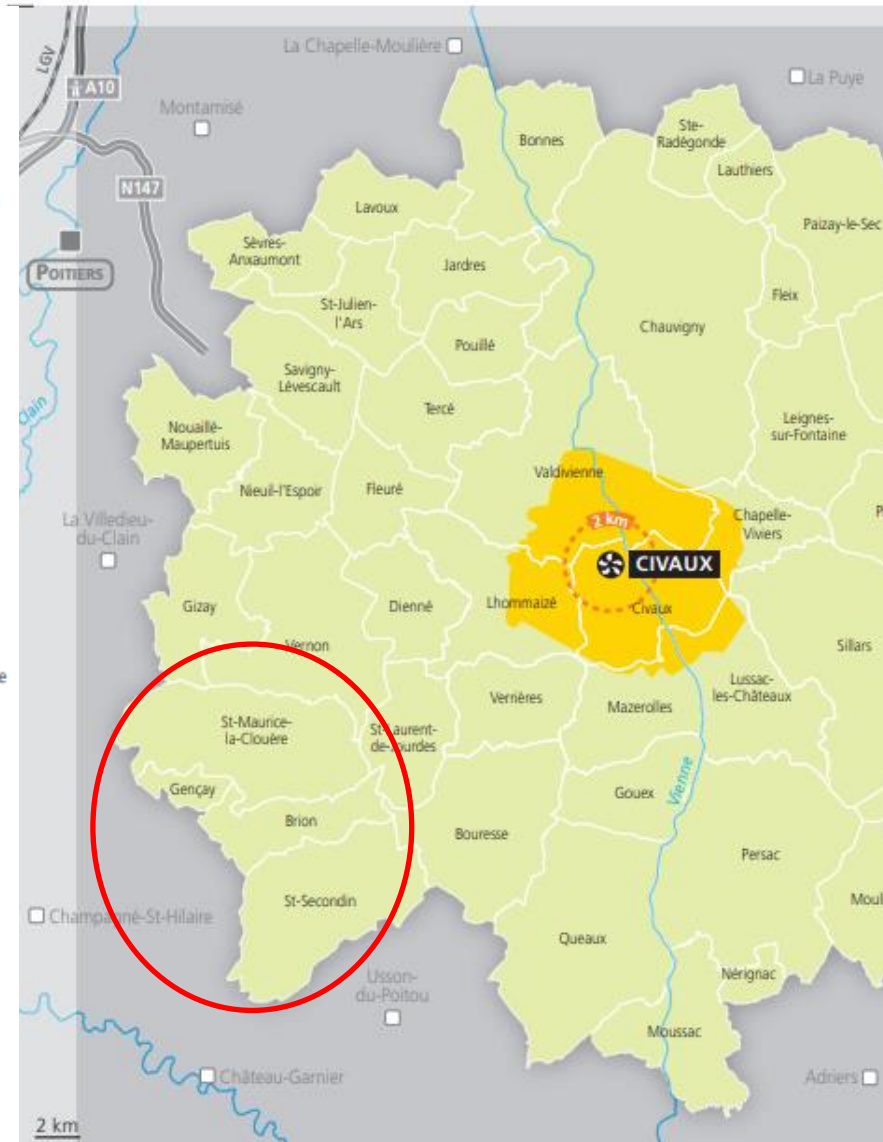 LGV
A10
La Chapelle-Moulière
La Puye
Montamisé
N147
Bonnes
Ste-
Radégonde
Lauthiers
Lavoux
Paizay-le-Sec
Sèvres-
Anxaumont
Jardres
POITIERS
St-Julien-
l'Ars
Fleix
Chauvigny
Pouillé
Savigny-
Lévescault
Tercé
Clain
Nouaillé-
Maupertuis
Leignes-
sur-Fontaine
Nieuil-l'Espoir
Fleuré
Valdivienne
La Villedieu-
du-Clain
2 km
Chapelle-
Viviers
P
CIVAUX
Gizay
Dienné
Lhommaizé
Civaux
Vernon
Sillars
e
Verrières
Mazerolles
Lussac-
les-Châteaux
St-Maurice-
la-Clouère
St-Laurent-
de-Jourdes
Gençay
Gouex
Vienne
Brion
Bouresse
Persac
St-Secondin
Moul
Champagné-St-Hilaire
Queaux
Usson-
du-Poitou
Nérignac
Moussac
Château-Garnier
Adriers
2 km